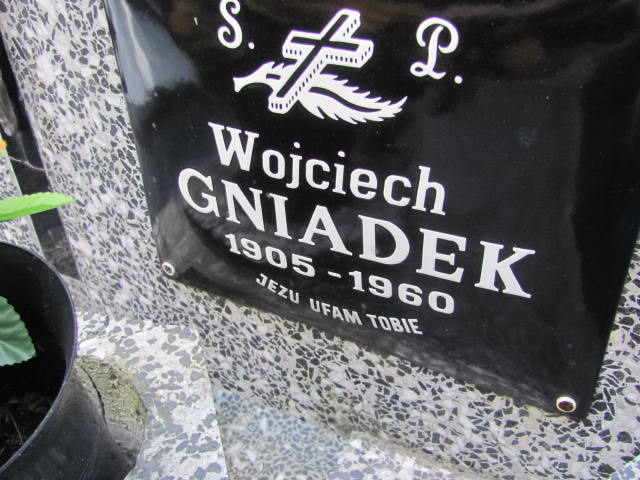 S. P.
Wojciech
GNIADEK
1905 - 1960
JEZU UFAM TOBIE